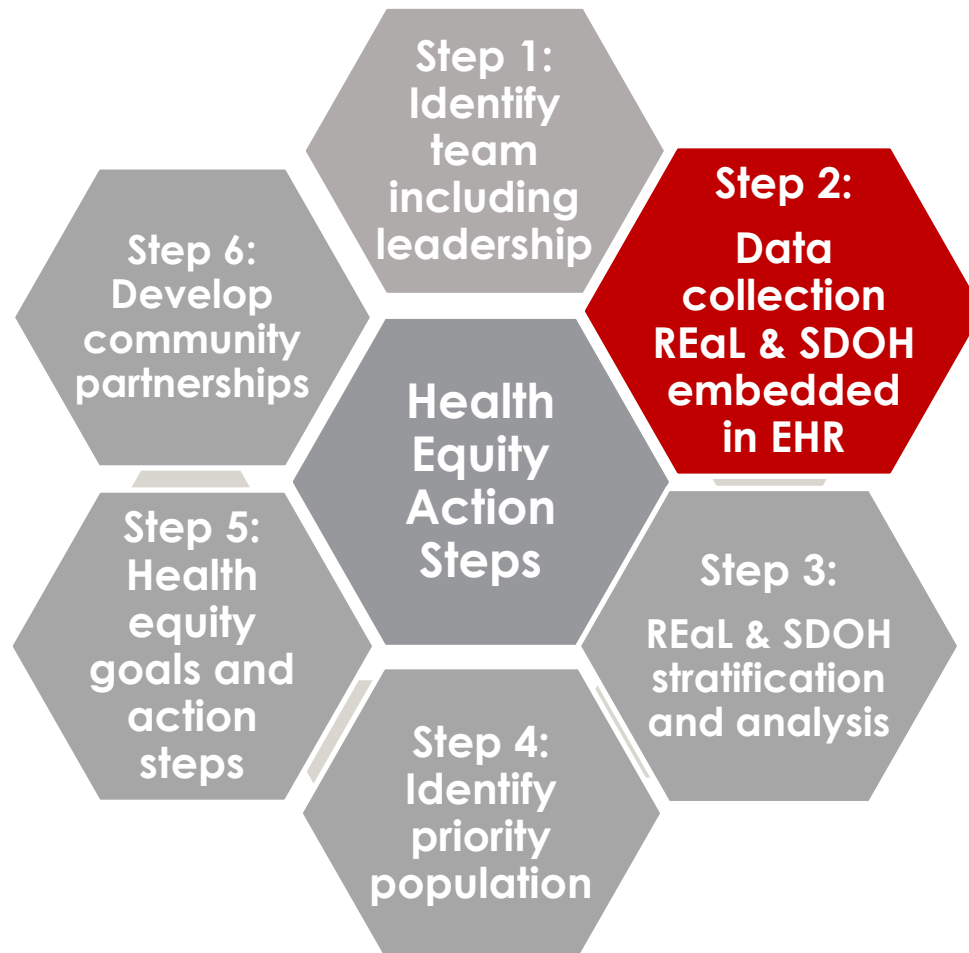 Step 1:
Identify
team
including
leadership
Step 2:
Data
collection
REaL & SDOH
embedded
in EHR
Step 3:
REaL & SDOH
stratification
and analysis
Step 4:
Identify
priority
population
Step 5:
Health
equity
goals and
action
steps
Step 6:
Develop
community
partnerships
Health
Equity
Action
Steps